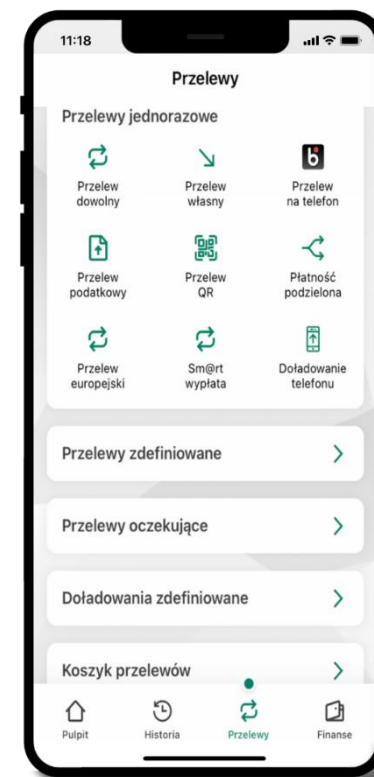 11:18
Przelewy
Przelewy jednorazowe
Przelew
dowolny
Przelew
własny
Przelew
na telefon
Przelew
podatkowy
Przelew
QR
Płatność
podzielona
Przelew
europejski
Sm@rt
wypłata
Doładowanie
telefonu
Przelewy zdefiniowane
Przelewy oczekujące
Doładowania zdefiniowane
Koszyk przelewów
Pulpit
Historia
Przelewy
Finanse